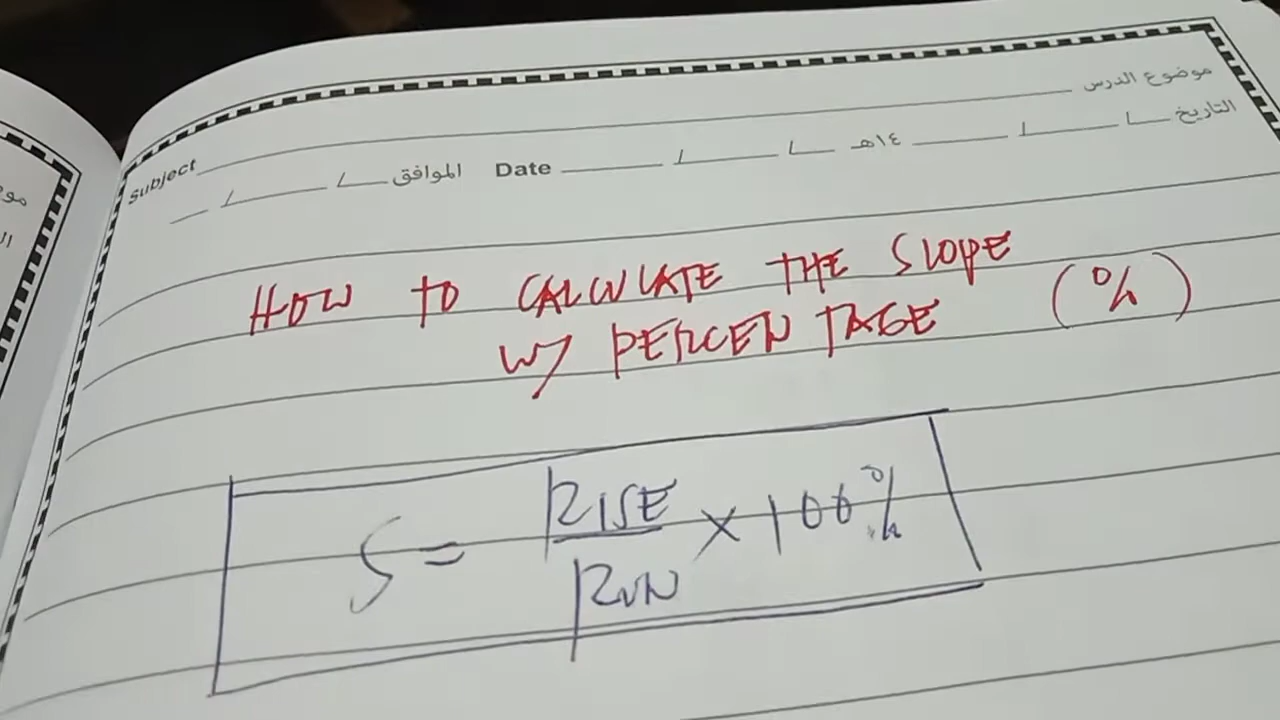 موضوع الدرس
Subject
التاريخ / / ١٤هـ
Date / /
الموافق / /
HOW TO CALCULATE THE SLOPE
W/ PERCENTAGE (%)
S = RISE / RUN × 100%